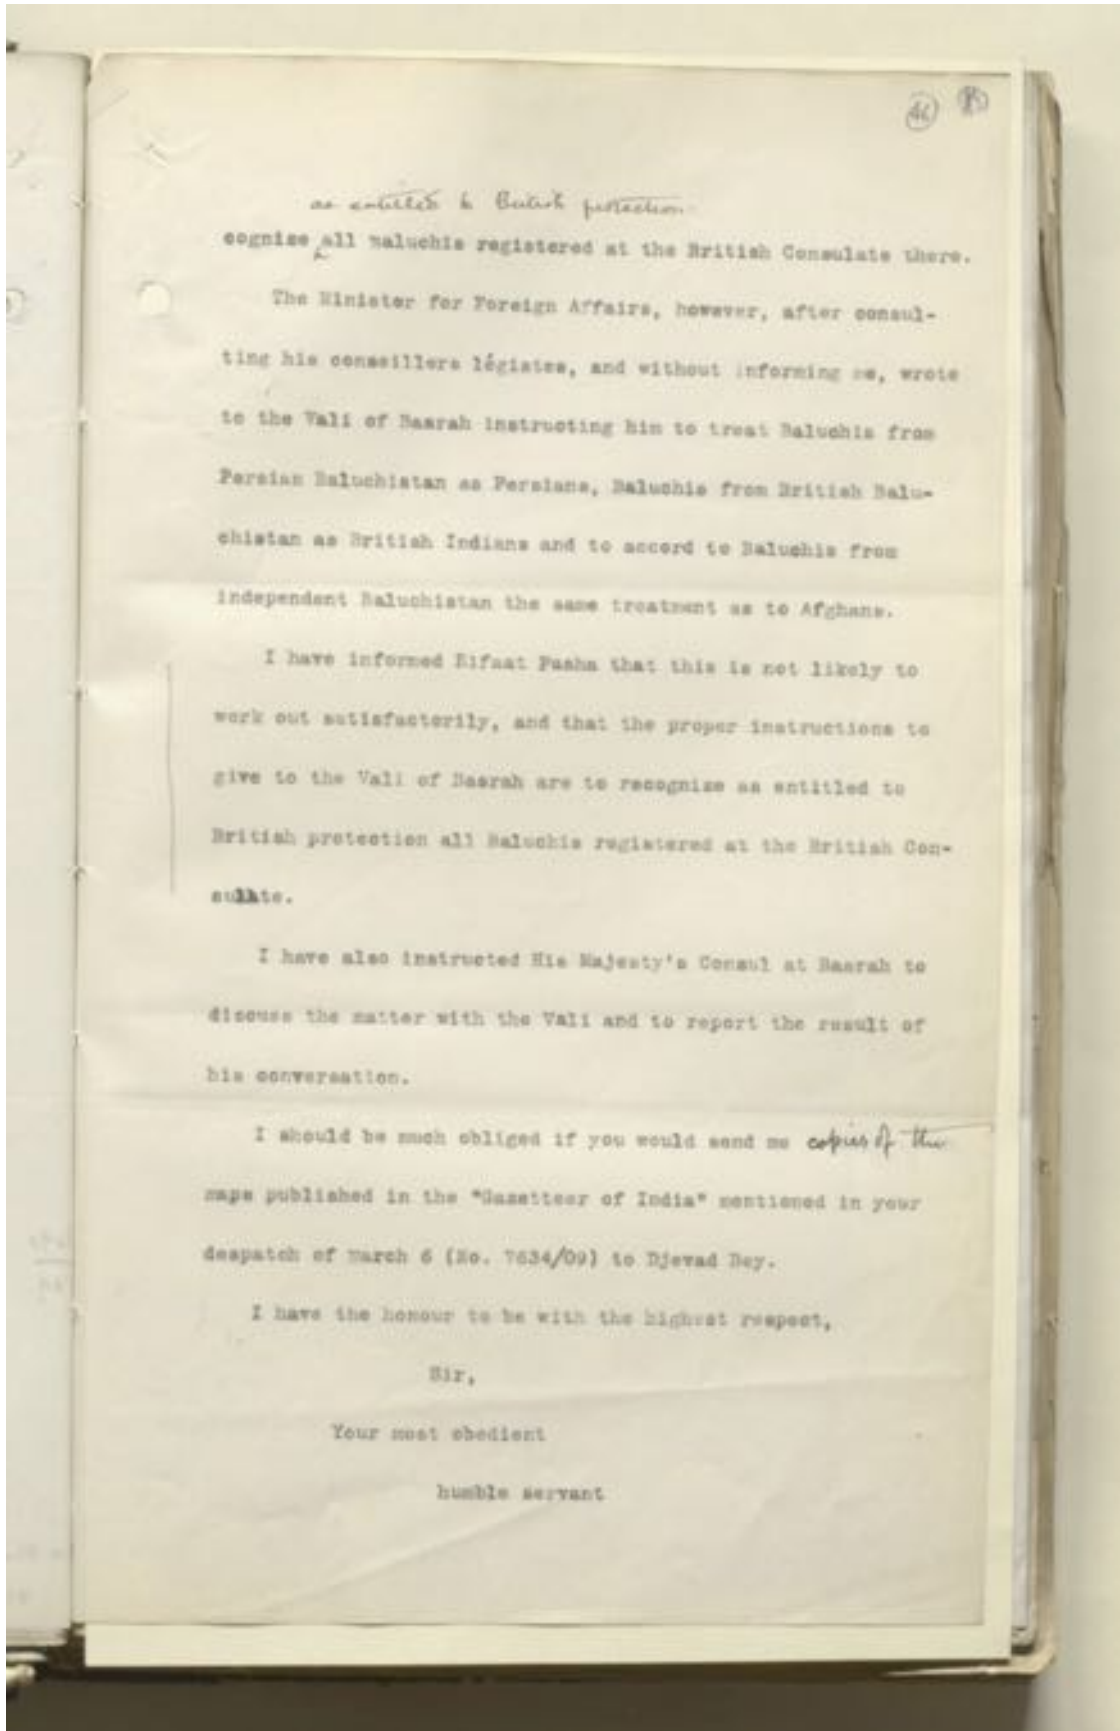 46
as entitled to British protection
cognise all Baluchis registered at the British Consulate there.
The Minister for Foreign Affairs, however, after consul-
ting his conseillers légistes, and without informing me, wrote
to the Vali of Basrah instructing him to treat Baluchis from
Persian Baluchistan as Persians, Baluchis from British Balu-
chistan as British Indians and to accord to Baluchis from
independent Baluchistan the same treatment as to Afghans.
I have informed Rifaat Pasha that this is not likely to
work out satisfactorily, and that the proper instructions to
give to the Vali of Basrah are to recognize as entitled to
British protection all Baluchis registered at the British Con-
sulate.
I have also instructed His Majesty's Consul at Basrah to
discuss the matter with the Vali and to report the result of
his conversation.
I should be much obliged if you would send me copies of the
maps published in the "Gazetteer of India" mentioned in your
despatch of March 6 (No. 7634/09) to Djevad Bey.
I have the honour to be with the highest respect,
Sir,
Your most obedient
humble servant